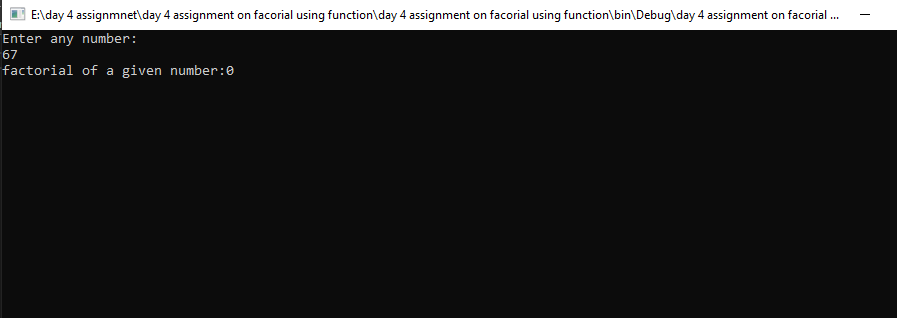 E:\day 4 assignmnet\day 4 assignment on facorial using function\day 4 assignment on facorial using function\bin\Debug\day 4 assignment on facorial ...
Enter any number:
67
factorial of a given number:0